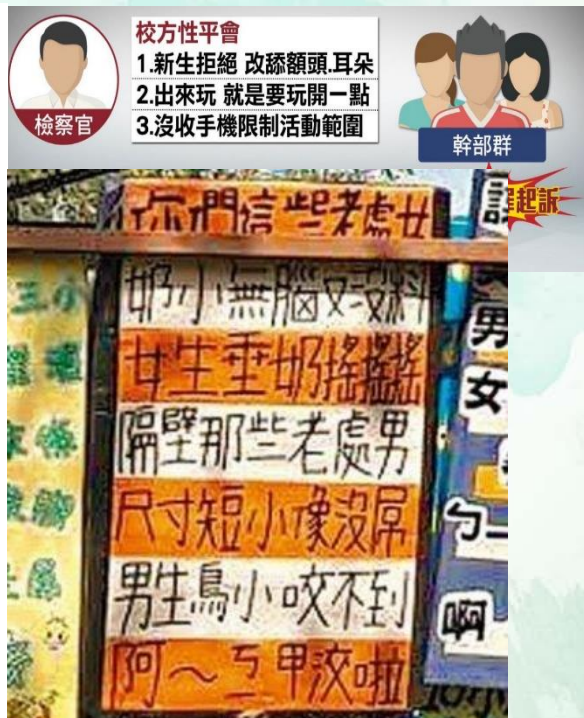 校方性平會
1.新生拒絕 改舔額頭.耳朵
2.出來玩 就是要玩開一點
3.沒收手機限制活動範圍
檢察官
幹部群
起訴
你們這些老處女
奶小無腦又沒料
女生垂奶搖搖搖
隔壁那些老處男
尺寸短小像沒屌
男生鳥小咬不到
阿～ㄎ甲洨啦
男
女
ㄅ一
啊